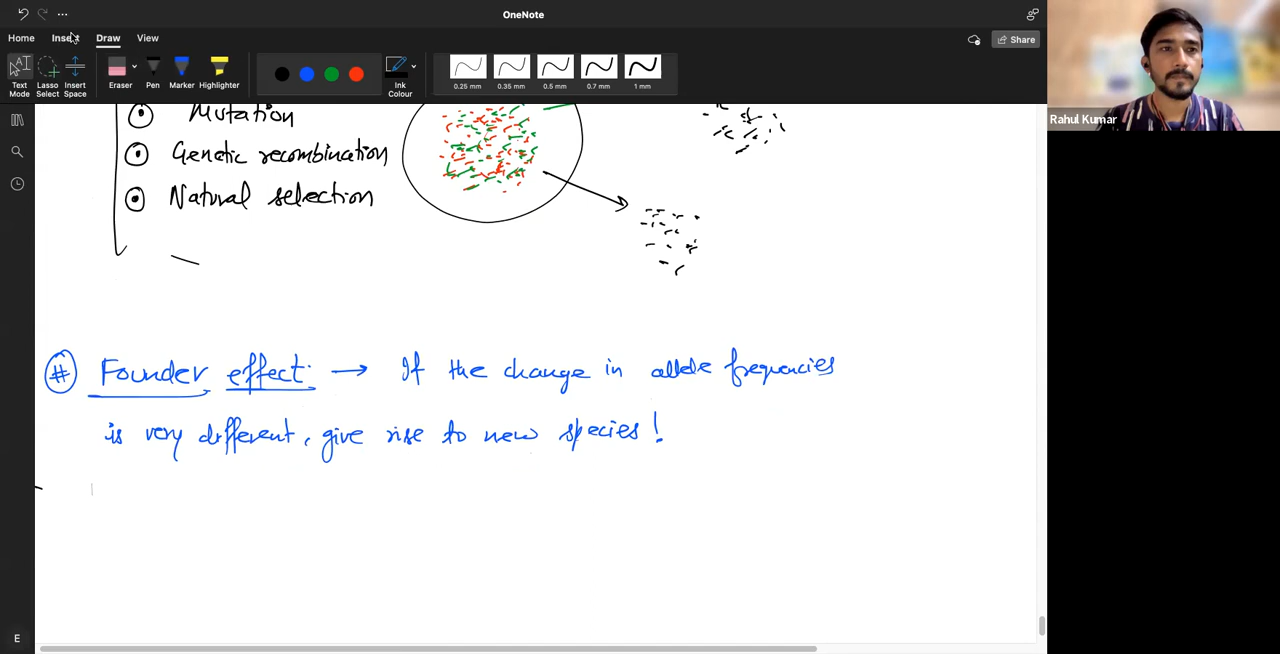 OneNote
Home Insert Draw View
Share
Text Mode
Lasso Select
Insert Space
Eraser
Pen
Marker
Highlighter
Ink Colour
0.25 mm 0.35 mm 0.5 mm 0.7 mm 1 mm
Rahul Kumar
Mutation
Genetic recombination
Natural selection
# Founder effect: → If the change in allele frequencies
is very different, give rise to new species!
E